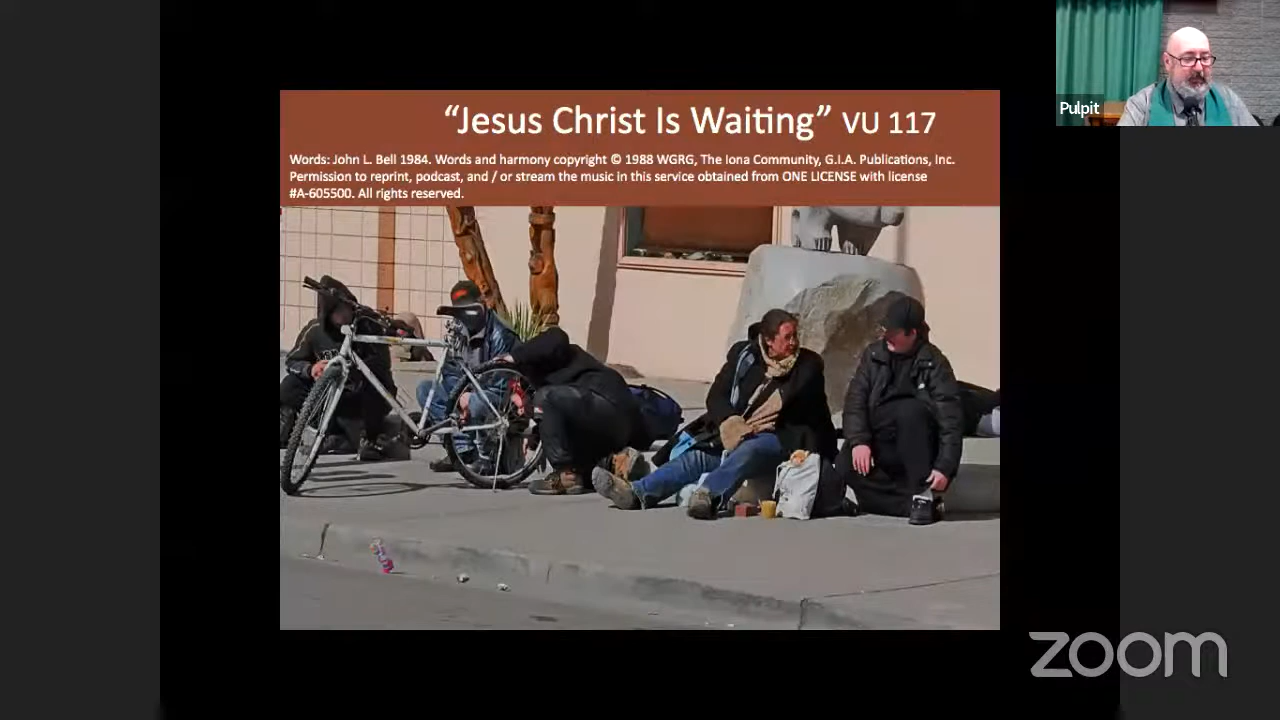 “Jesus Christ Is Waiting” VU 117
Words: John L. Bell 1984. Words and harmony copyright © 1988 WGRG, The Iona Community, G.I.A. Publications, Inc.
Permission to reprint, podcast, and / or stream the music in this service obtained from ONE LICENSE with license
#A-605500. All rights reserved.
Pulpit
zoom